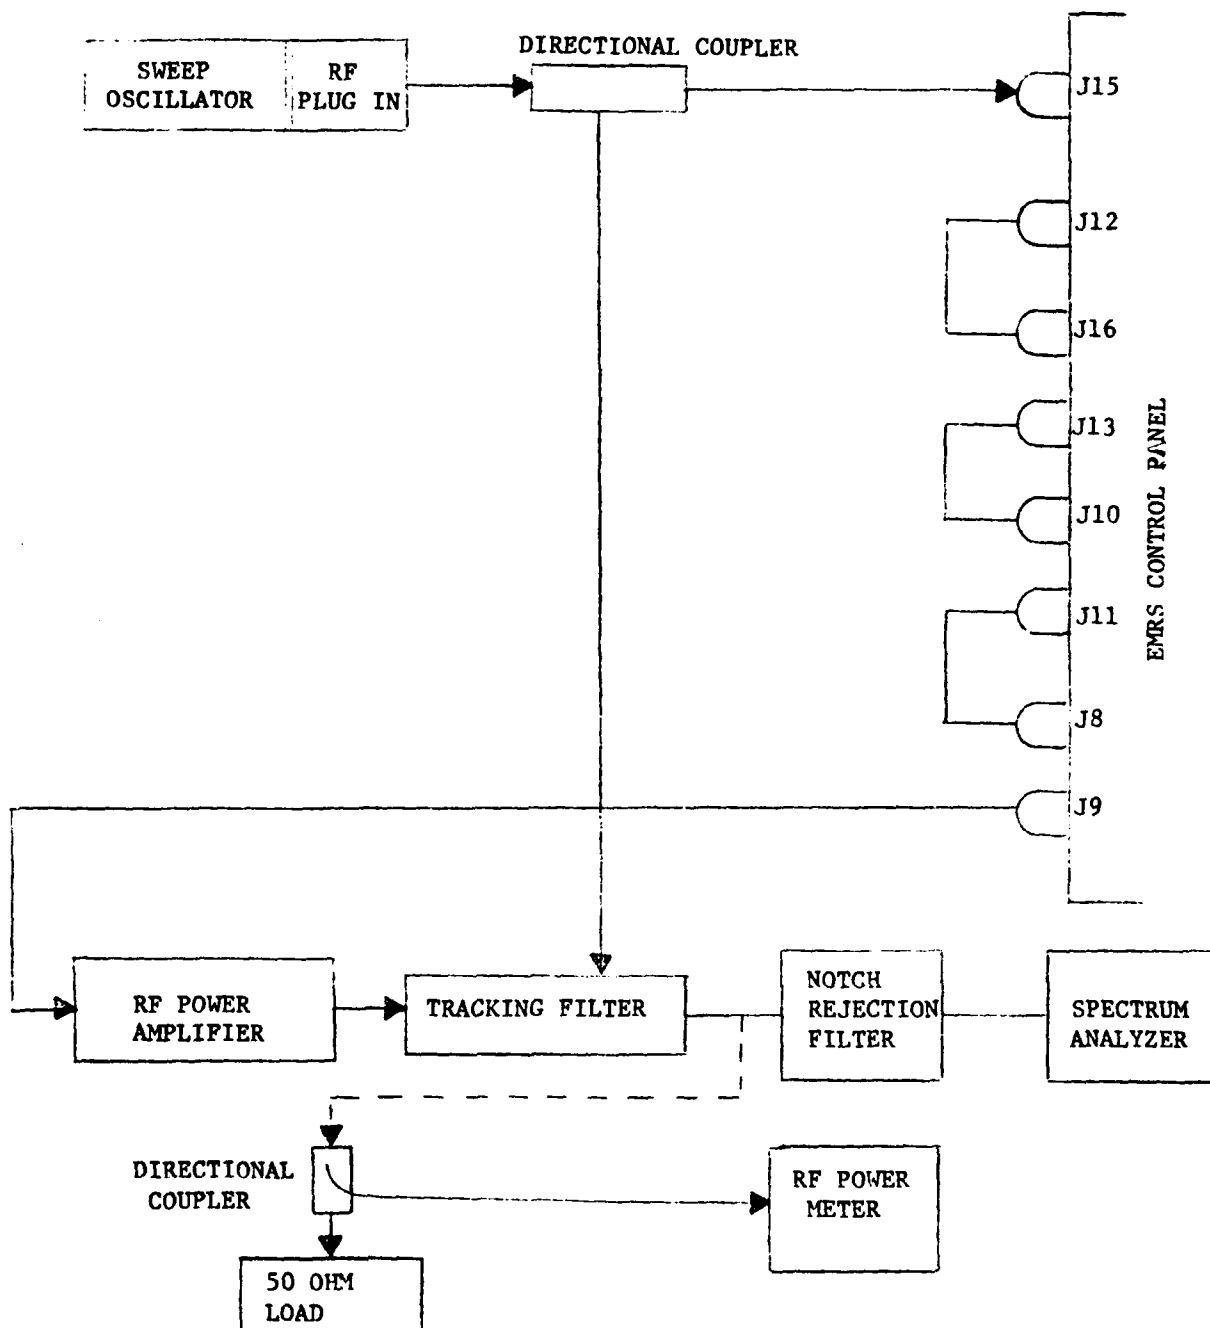 DIRECTIONAL COUPLER
SWEEP
OSCILLATOR
RF
PLUG IN
J15
J12
J16
J13
J10
J11
J8
J9
EMRS CONTROL PANEL
RF POWER
AMPLIFIER
TRACKING FILTER
NOTCH
REJECTION
FILTER
SPECTRUM
ANALYZER
DIRECTIONAL
COUPLER
RF POWER
METER
50 OHM
LOAD